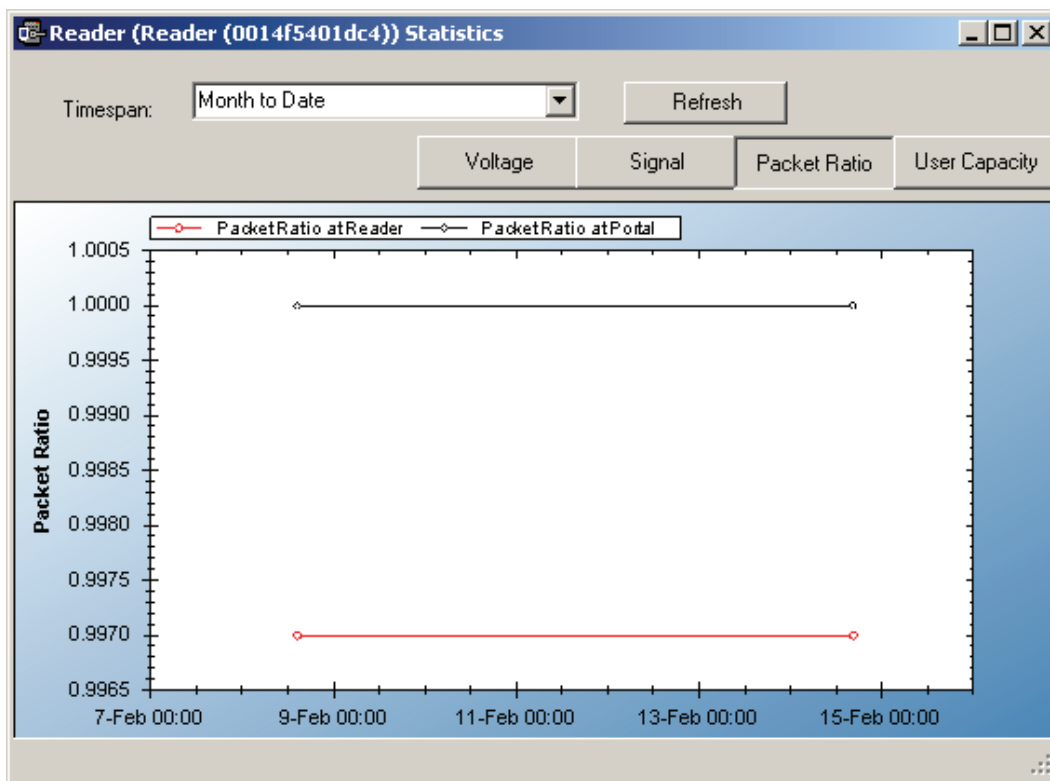 Reader (Reader (0014f5401dc4)) Statistics
Timespan:
Month to Date
Refresh
Voltage
Signal
Packet Ratio
User Capacity
PacketRatio atReader
PacketRatio atPortal
1.0005
1.0000
0.9995
0.9990
0.9985
0.9980
0.9975
0.9970
0.9965
Packet Ratio
7-Feb 00:00
9-Feb 00:00
11-Feb 00:00
13-Feb 00:00
15-Feb 00:00